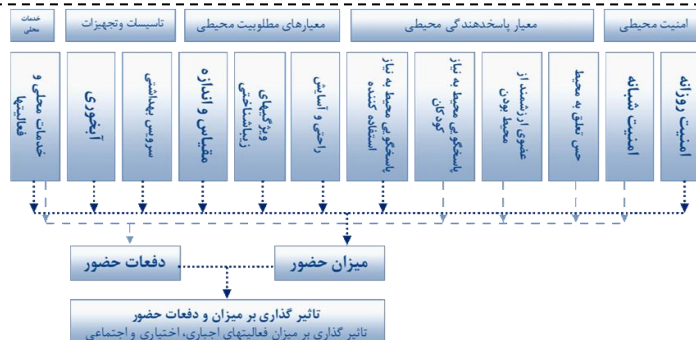 امنیت محیطی
معیار پاسخدهندگی محیطی
معیارهای مطلوبیت محیطی
تاسیسات وتجهیزات
خدمات
محلی
امنیت روزانه
امنیت شبانه
حس تعلق به محیط
عضوی ارزشمند از
محیط بودن
پاسخگویی محیط به نیاز
کودکان
پاسخگویی محیط به نیاز
استفاده کننده
راحتی و آسایش
ویژگیهای
زیباشناختی
مقیاس و اندازه
سرویس بهداشتی
آبخوری
خدمات محلی و
فعالیتها
میزان حضور
دفعات حضور
تاثیر گذاری بر میزان و دفعات حضور
تاثیر گذاری بر میزان فعالیتهای اجباری، اختیاری و اجتماعی